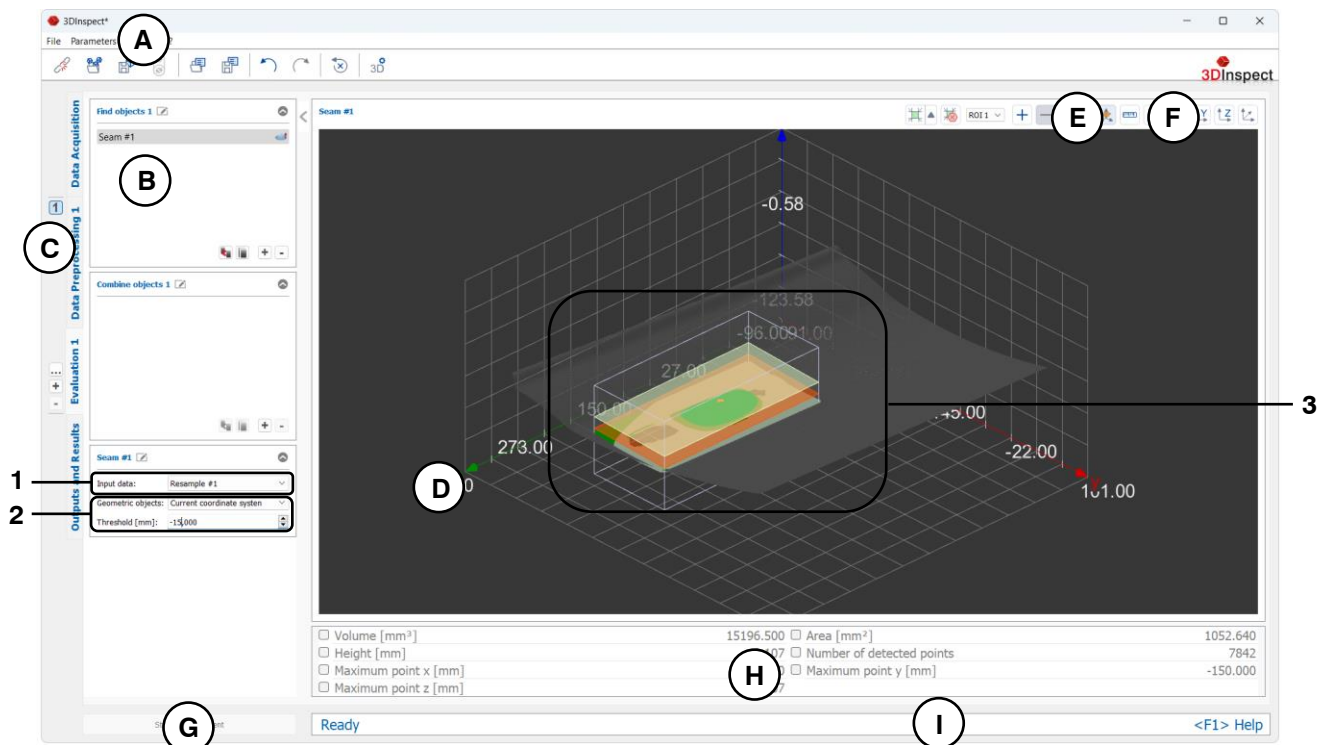 3DInspect*
File Parameters
A
3D
3DInspect
Data Acquisition
Data Preprocessing 1
Evaluation 1
Outputs and Results
1
...
+
-
C
Find objects 1
Seam #1
B
+ -
Combine objects 1
+ -
Seam #1
1
Input data: Resample #1
2
Geometric objects: Current coordinate systen
Threshold [mm]: -15,000
Seam #1
ROI 1
E
F
Y
Z
-0.58
-123.58
-96.00
91.00
27.00
150.00
273.00
D
-22.00
3
Volume [mm³] 15196.500 Area [mm²] 1052.640
Height [mm] Number of detected points 7842
Maximum point x [mm] Maximum point y [mm] -150.000
Maximum point z [mm]
H
G
Ready
I
<F1> Help